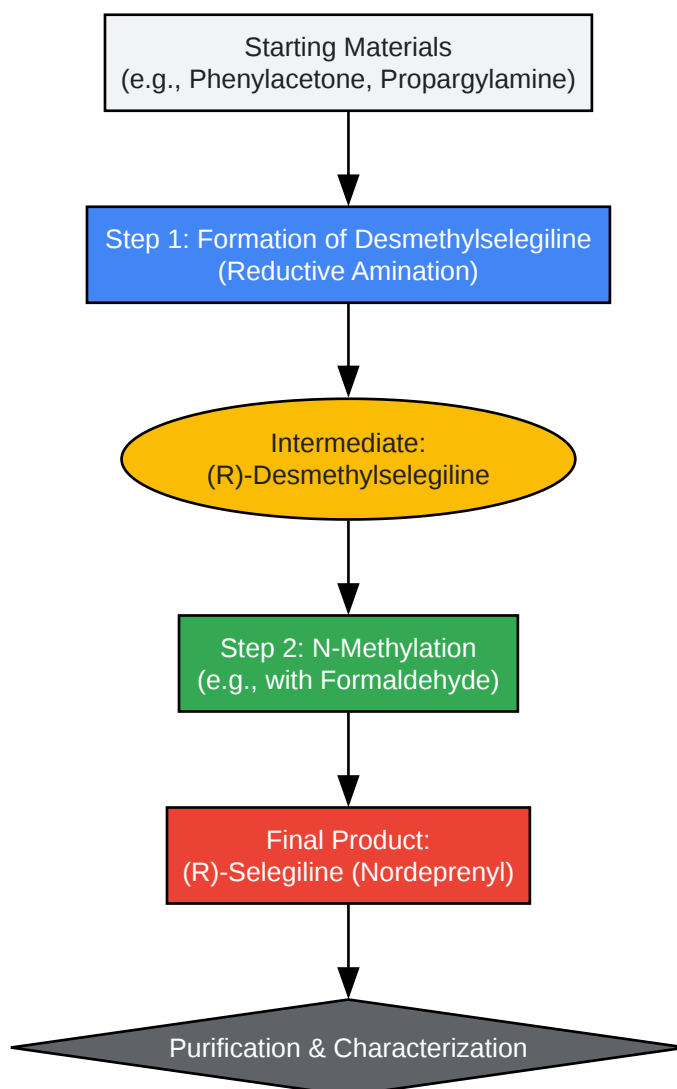 Starting Materials
(e.g., Phenylacetone, Propargylamine)
Step 1: Formation of Desmethylselegiline
(Reductive Amination)
Intermediate:
(R)-Desmethylselegiline
Step 2: N-Methylation
(e.g., with Formaldehyde)
Final Product:
(R)-Selegiline (Nordeprenyl)
Purification & Characterization